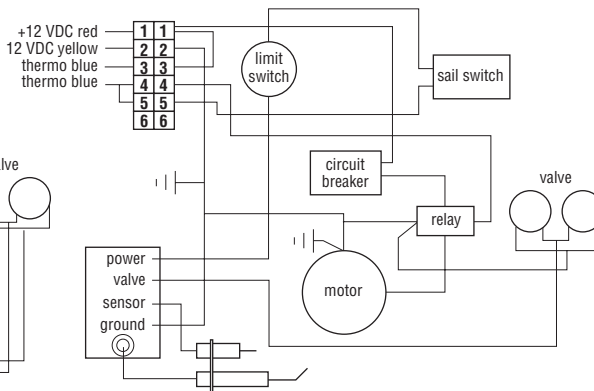 +12 VDC red 1 1
12 VDC yellow 2 2
thermo blue 3 3
thermo blue 4 4
5 5
6 6
limit
switch
sail switch
circuit
breaker
valve
relay
motor
power
valve
sensor
ground